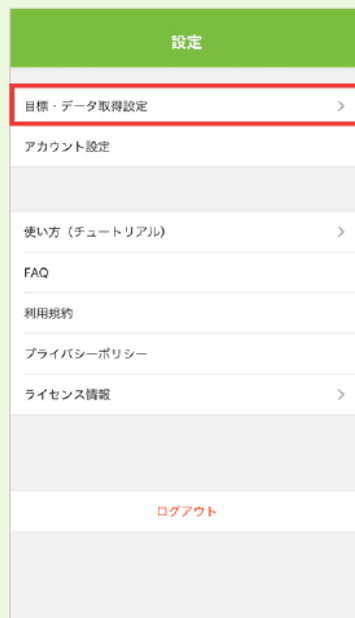 設定
目標・データ取得設定
アカウント設定
使い方（チュートリアル）
FAQ
利用規約
プライバシーポリシー
ライセンス情報
ログアウト